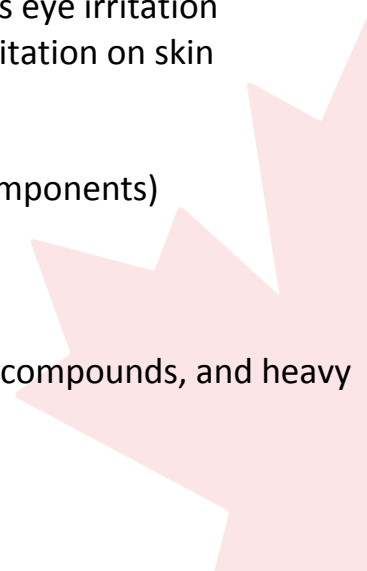 s eye irritation
itation on skin
mponents)
compounds, and heavy